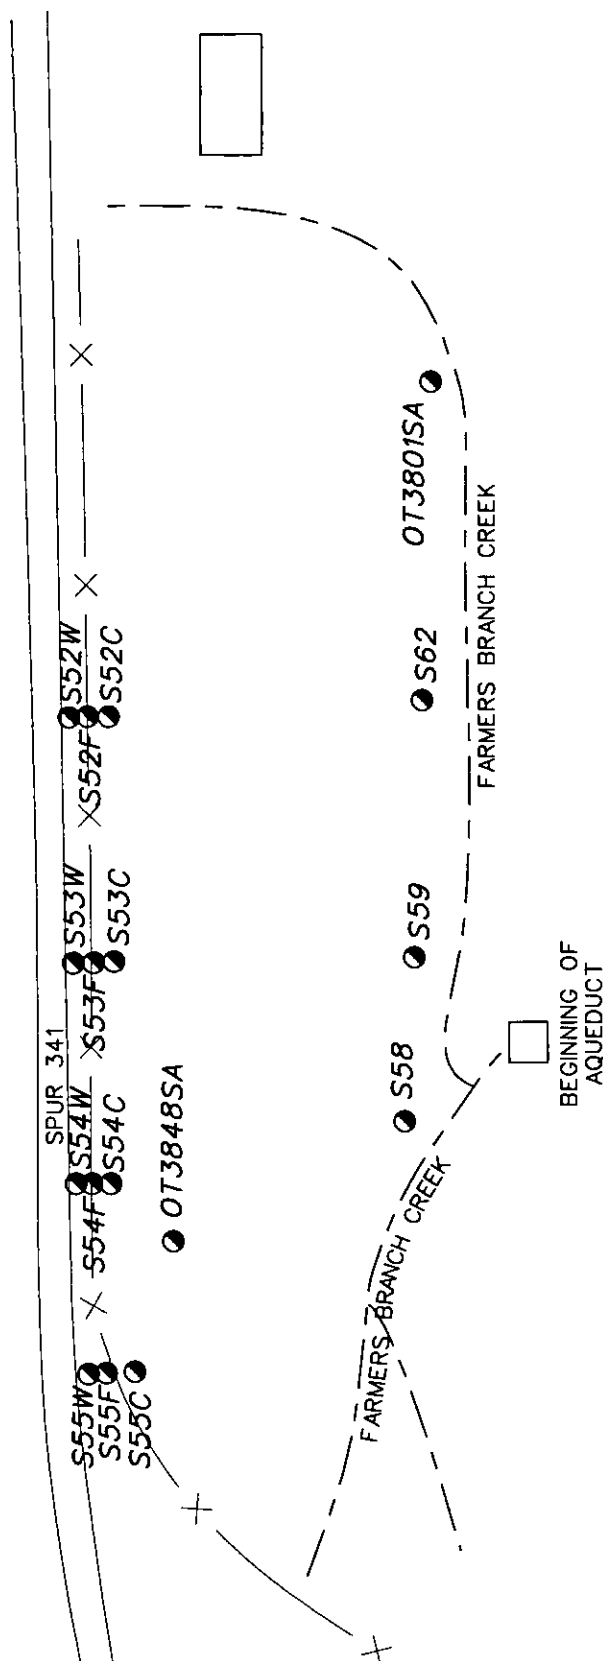 SPUR 341
S55W
S55F
S55C
S54W
S54F
S54C
S53W
S53F
S53C
S52W
S52F
S52C
OT3848SA
S58
S59
S62
OT3801SA
FARMERS BRANCH CREEK
FARMERS BRANCH CREEK
BEGINNING OF
AQUEDUCT